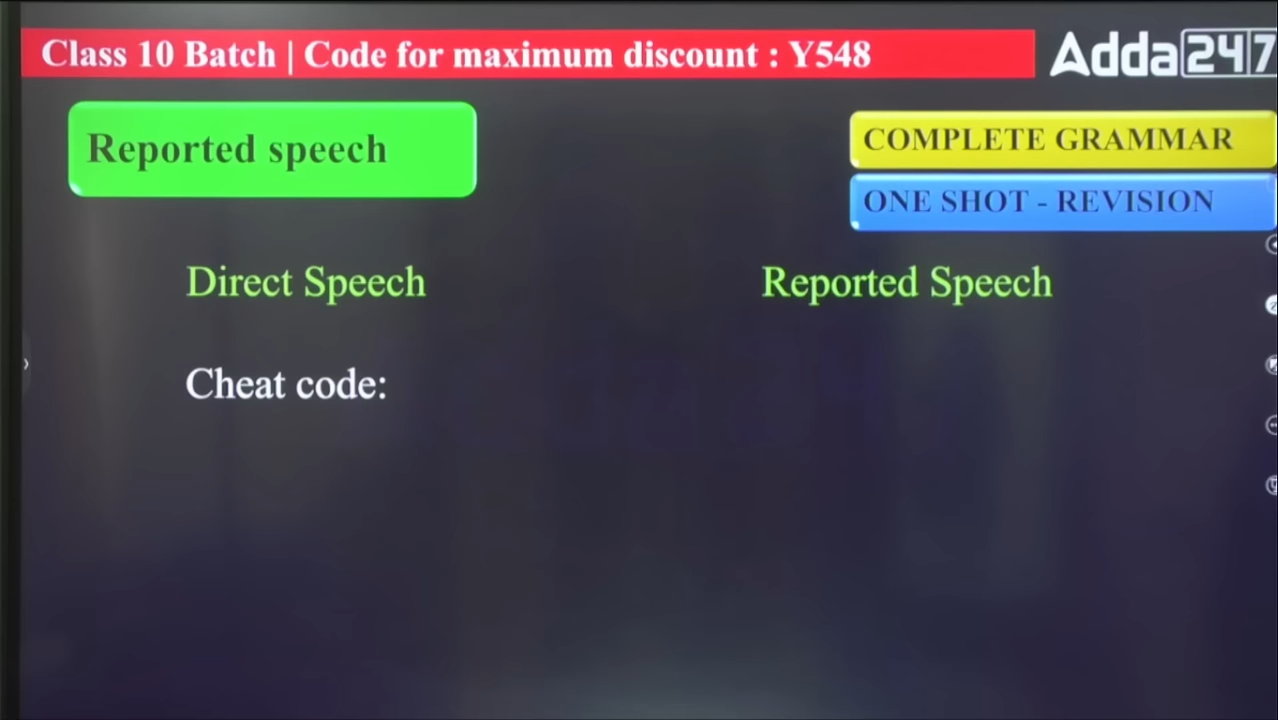 Class 10 Batch | Code for maximum discount : Y548
Adda247
Reported speech
COMPLETE GRAMMAR
ONE SHOT - REVISION
Direct Speech
Reported Speech
Cheat code: